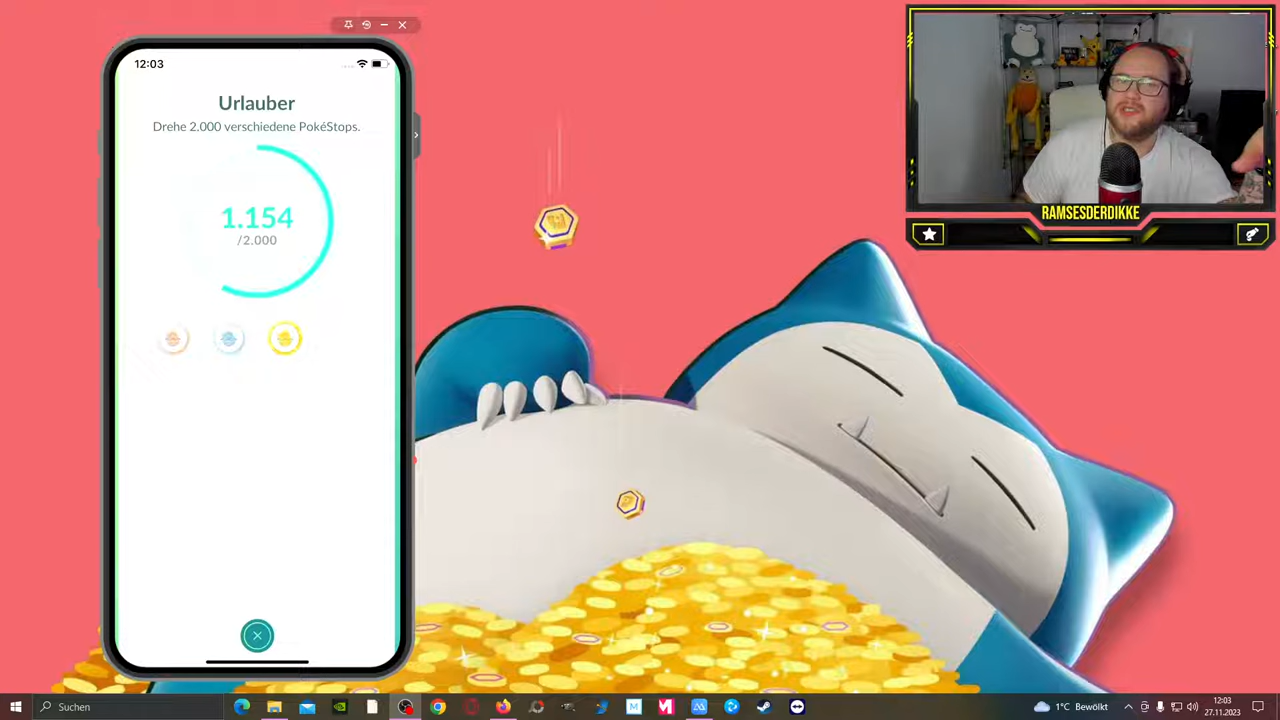 12:03
Urlauber
Drehe 2.000 verschiedene PokéStops.
1.154
/2.000
RAMSESDERDIKKE
Suchen
1°C Bewölkt
12:03
27.11.2023